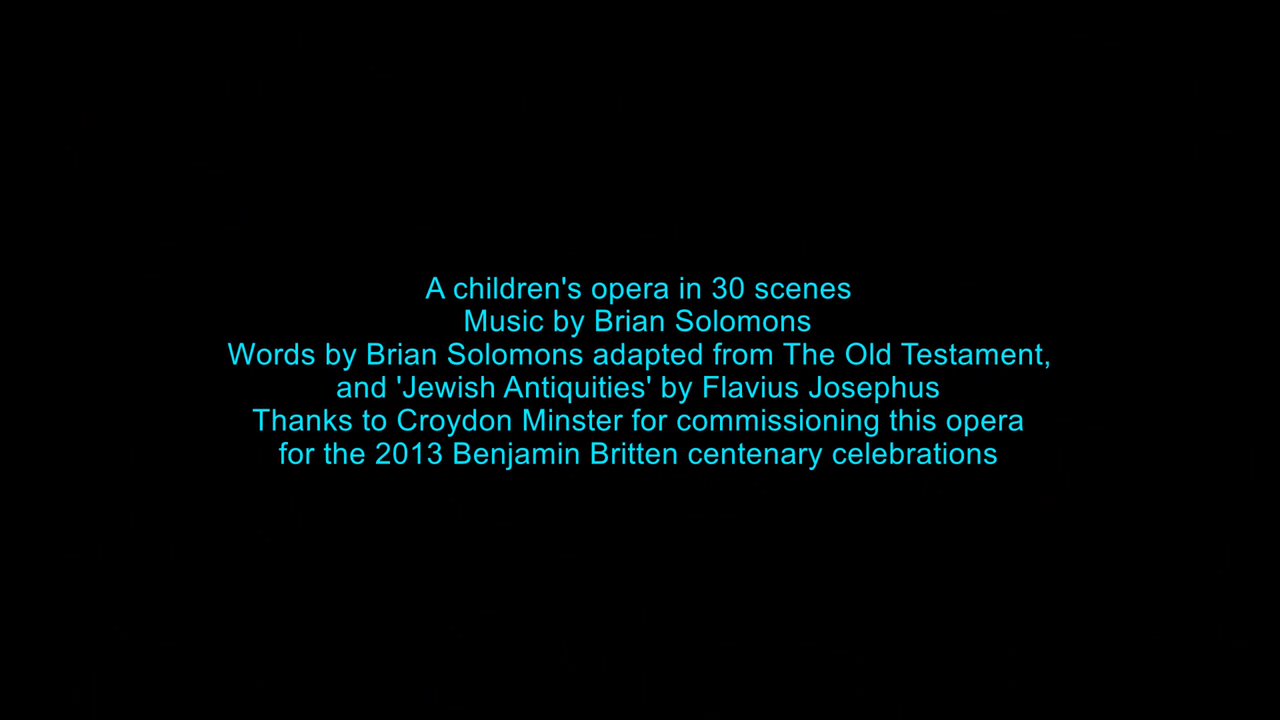 A children's opera in 30 scenes
Music by Brian Solomons
Words by Brian Solomons adapted from The Old Testament,
and 'Jewish Antiquities' by Flavius Josephus
Thanks to Croydon Minster for commissioning this opera
for the 2013 Benjamin Britten centenary celebrations